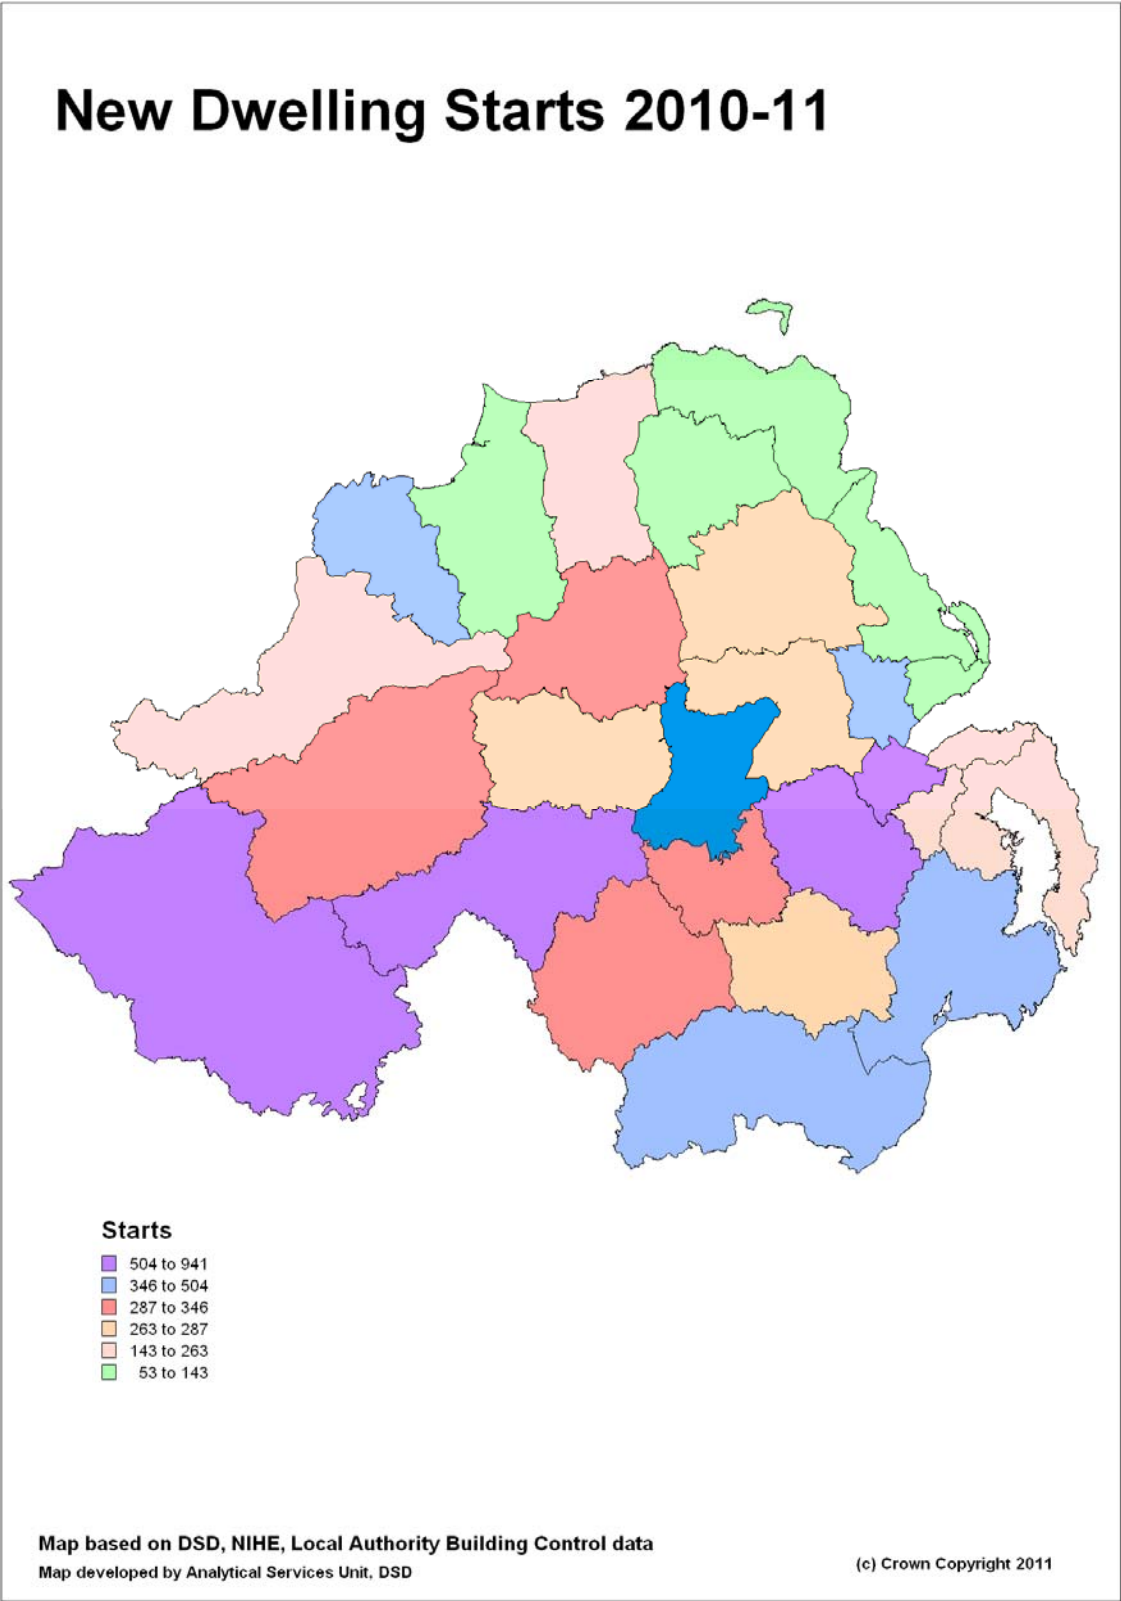 New Dwelling Starts 2010-11
Starts
504 to 941
346 to 504
287 to 346
263 to 287
143 to 263
53 to 143
Map based on DSD, NIHE, Local Authority Building Control data
Map developed by Analytical Services Unit, DSD
(c) Crown Copyright 2011